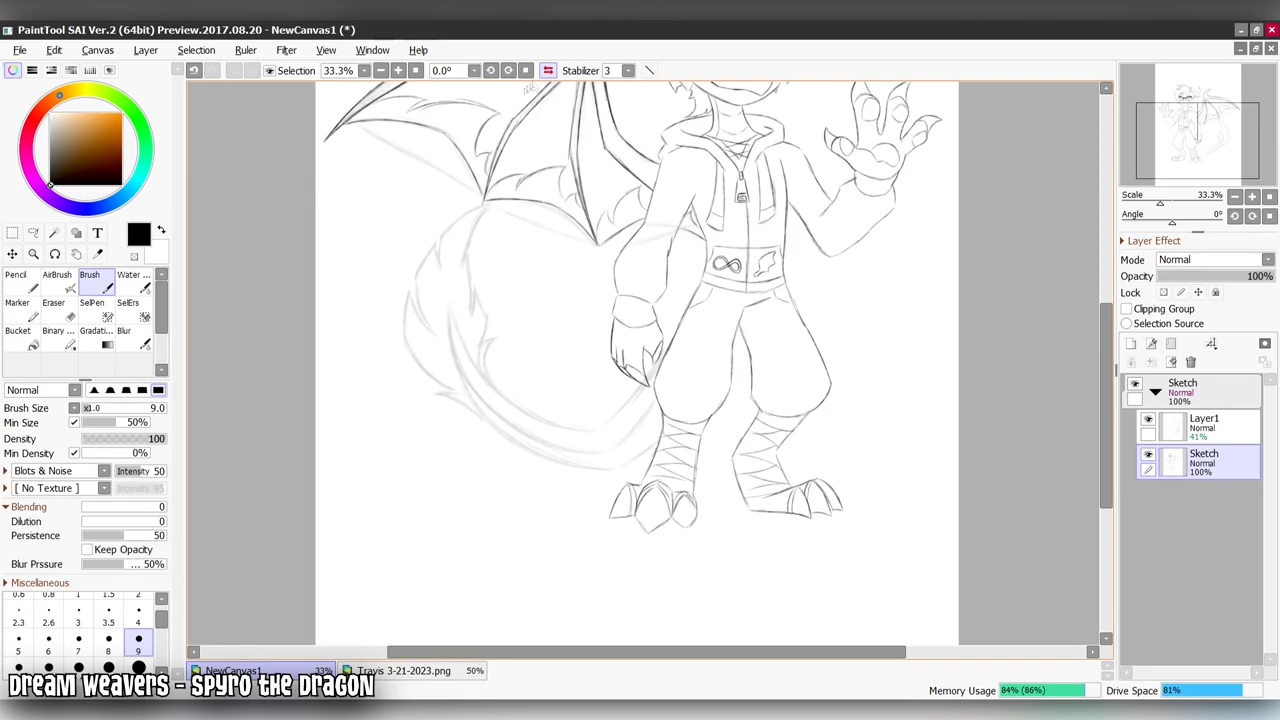 PaintTool SAI Ver.2 (64bit) Preview.2017.08.20 - NewCanvas1 (*)
File Edit Canvas Layer Selection Ruler Filter View Window Help
Selection 33.3% 0.0° Stabilizer 3
Scale 33.3%
Angle 0°
Layer Effect
Mode Normal
Opacity 100%
Lock
Clipping Group
Selection Source
Sketch
Normal
100%
Layer1
Normal
41%
Sketch
Normal
100%
T
Pencil AirBrush Brush Water ...
Marker Eraser SelPen SelErs
Bucket Binary ... Gradati... Blur
Normal
Brush Size x1.0 9.0
Min Size 50%
Density 100
Min Density 0%
Blots & Noise Intensity 50
[ No Texture ] Intensity 95
Blending 0
Dilution 0
Persistence 50
Keep Opacity
Blur Prssure ... 50%
Miscellaneous
0.6 0.8 1 1.5 2
2.3 2.6 3 3.5 4
5 6 7 8 9
NewCanvas1 33% Travis 3-21-2023.png 50%
Dream Weavers - Spyro the Dragon
Memory Usage 84% (86%) Drive Space 81%